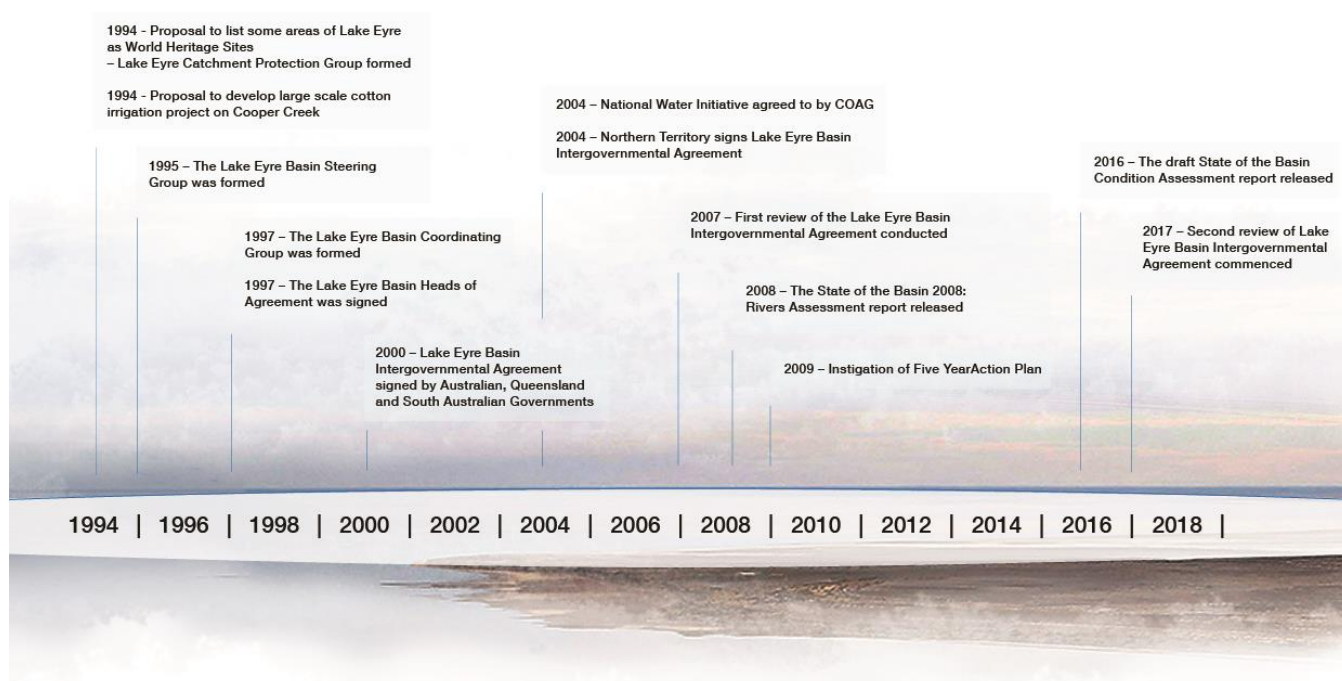 1994 - Proposal to list some areas of Lake Eyre
as World Heritage Sites
– Lake Eyre Catchment Protection Group formed
1994 - Proposal to develop large scale cotton
irrigation project on Cooper Creek
1995 – The Lake Eyre Basin Steering
Group was formed
1997 – The Lake Eyre Basin Coordinating
Group was formed
1997 – The Lake Eyre Basin Heads of
Agreement was signed
2000 – Lake Eyre Basin
Intergovernmental Agreement
signed by Australian, Queensland
and South Australian Governments
2004 – National Water Initiative agreed to by COAG
2004 – Northern Territory signs Lake Eyre Basin
Intergovernmental Agreement
2007 – First review of the Lake Eyre Basin
Intergovernmental Agreement conducted
2008 – The State of the Basin 2008:
Rivers Assessment report released
2009 – Instigation of Five YearAction Plan
2016 – The draft State of the Basin
Condition Assessment report released
2017 – Second review of Lake
Eyre Basin Intergovernmental
Agreement commenced
1994 | 1996 | 1998 | 2000 | 2002 | 2004 | 2006 | 2008 | 2010 | 2012 | 2014 | 2016 | 2018 |